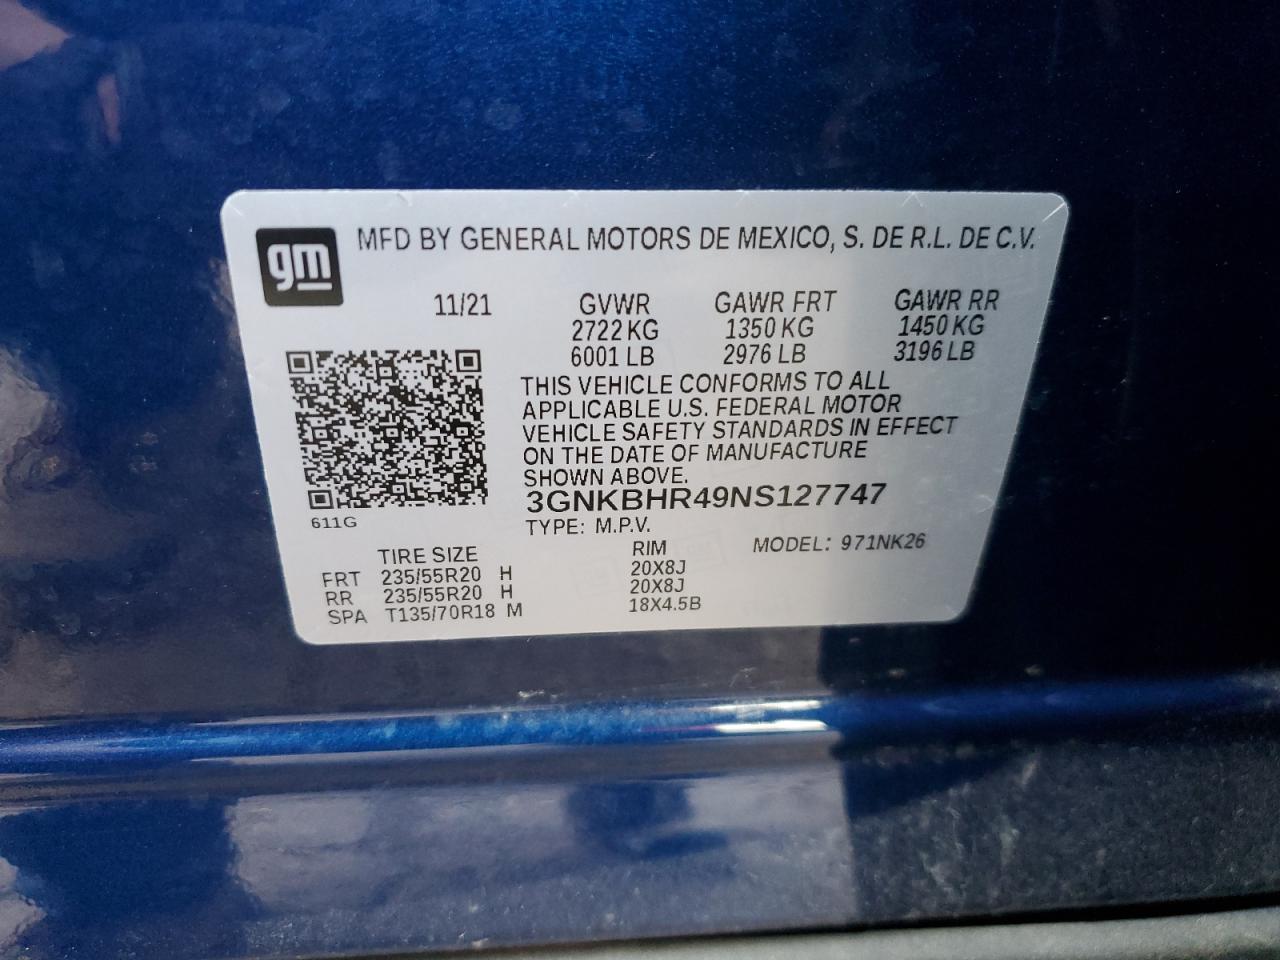 gm
MFD BY GENERAL MOTORS DE MEXICO, S. DE R.L. DE C.V.
11/21 GVWR GAWR FRT GAWR RR
2722 KG 1350 KG 1450 KG
6001 LB 2976 LB 3196 LB
THIS VEHICLE CONFORMS TO ALL
APPLICABLE U.S. FEDERAL MOTOR
VEHICLE SAFETY STANDARDS IN EFFECT
ON THE DATE OF MANUFACTURE
SHOWN ABOVE.
3GNKBHR49NS127747
611G
TYPE: M.P.V.
TIRE SIZE RIM MODEL: 971NK26
FRT 235/55R20 H 20X8J
RR 235/55R20 H 20X8J
SPA T135/70R18 M 18X4.5B